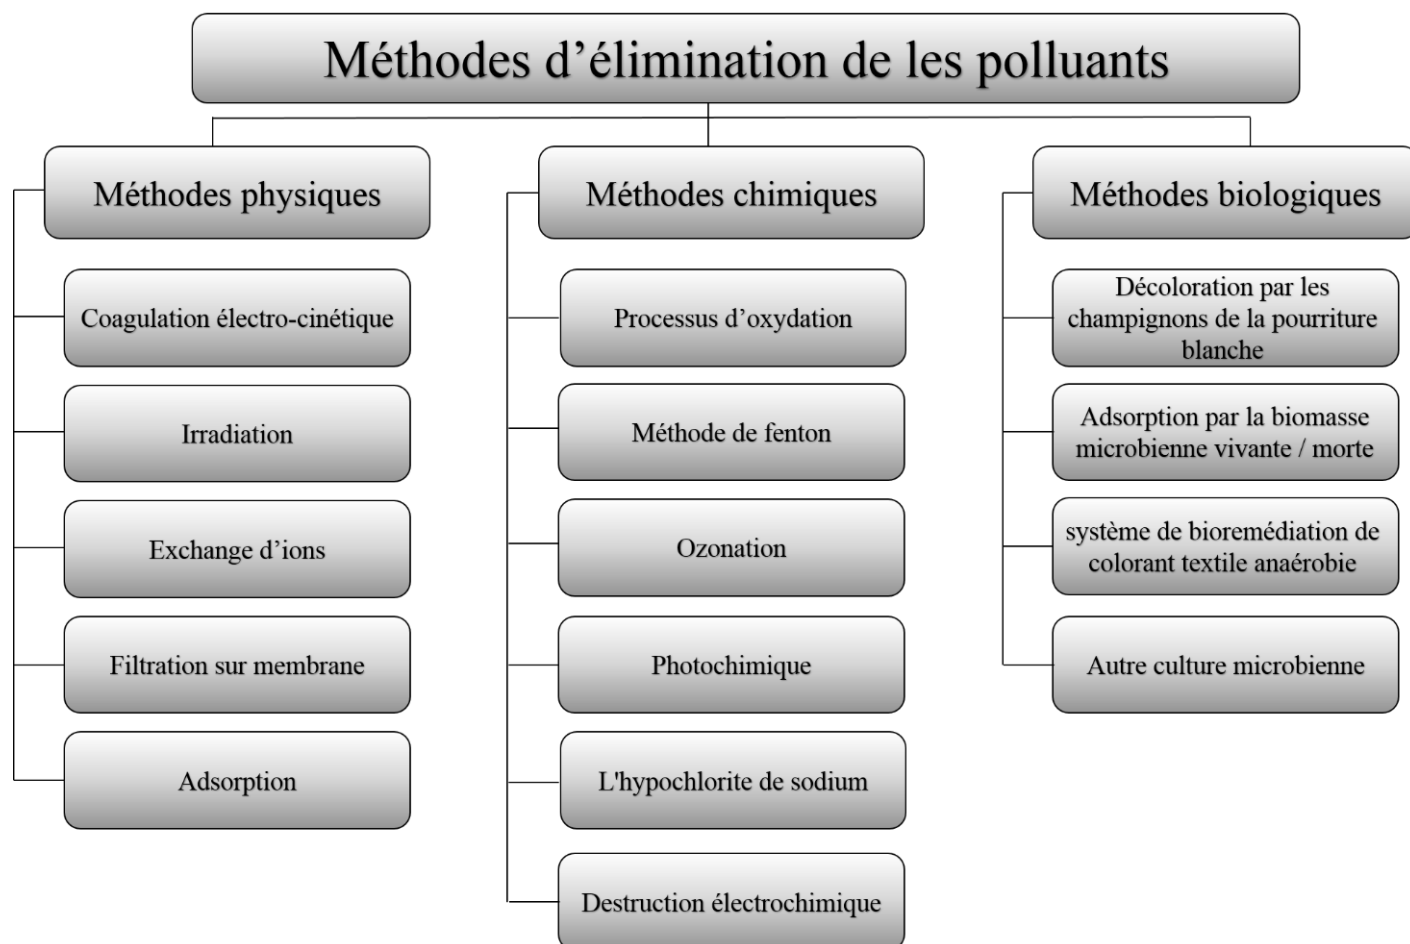 Méthodes d’élimination de les polluants
Méthodes physiques
Coagulation électro-cinétique
Irradiation
Exchange d’ions
Filtration sur membrane
Adsorption
Méthodes chimiques
Processus d’oxydation
Méthode de fenton
Ozonation
Photochimique
L'hypochlorite de sodium
Destruction électrochimique
Méthodes biologiques
Décoloration par les
champignons de la pourriture
blanche
Adsorption par la biomasse
microbienne vivante / morte
système de bioremédiation de
colorant textile anaérobie
Autre culture microbienne